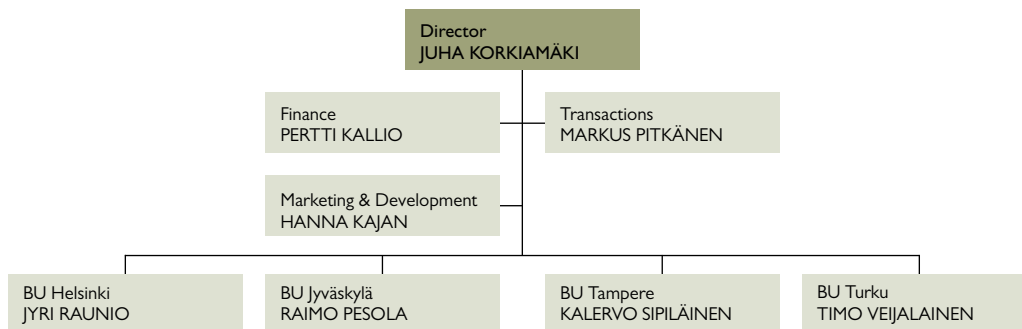 Director
JUHA KORKIAMÄKI
Finance
PERTTI KALLIO
Transactions
MARKUS PITKÄNEN
Marketing & Development
HANNA KAJAN
BU Helsinki
JYRI RAUNIO
BU Jyväskylä
RAIMO PESOLA
BU Tampere
KALERVO SIPILÄINEN
BU Turku
TIMO VEIJALAINEN